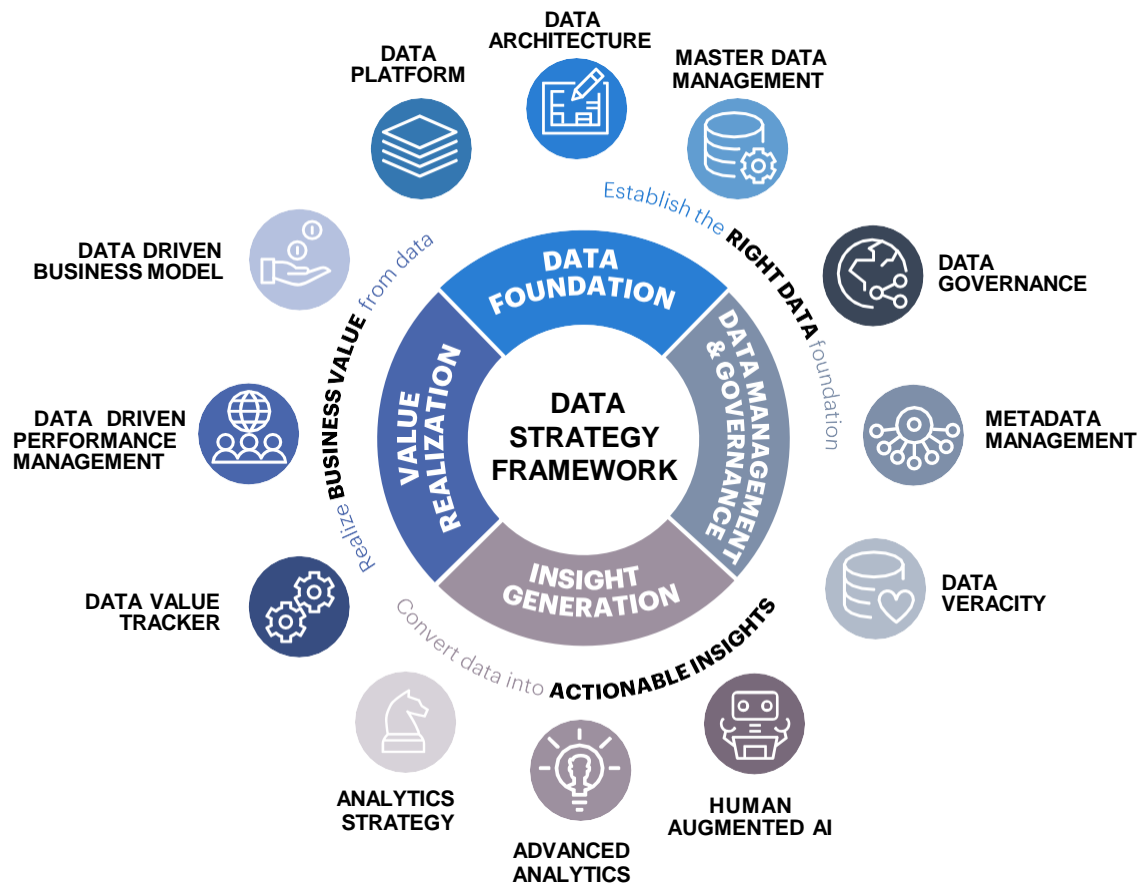 DATA
ARCHITECTURE
DATA
PLATFORM
MASTER DATA
MANAGEMENT
Establish the RIGHT DATA foundation
DATA DRIVEN
BUSINESS MODEL
DATA
GOVERNANCE
DATA
FOUNDATION
DATA MANAGEMENT
& GOVERNANCE
VALUE
REALIZATION
INSIGHT
GENERATION
DATA
STRATEGY
FRAMEWORK
Realize BUSINESS VALUE from data
DATA DRIVEN
PERFORMANCE
MANAGEMENT
METADATA
MANAGEMENT
DATA VALUE
TRACKER
DATA
VERACITY
Convert data into ACTIONABLE INSIGHTS
ANALYTICS
STRATEGY
ADVANCED
ANALYTICS
HUMAN
AUGMENTED AI